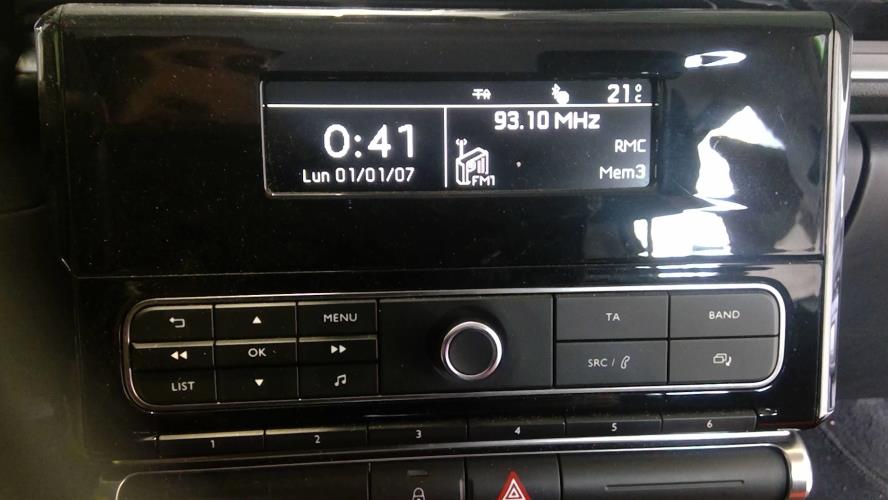 TA 21°C
93.10 MHz
0:41
RMC
Lun 01/01/07
FM1
Mem3
MENU
TA
BAND
OK
SRC /
LIST
1 2 3 4 5 6